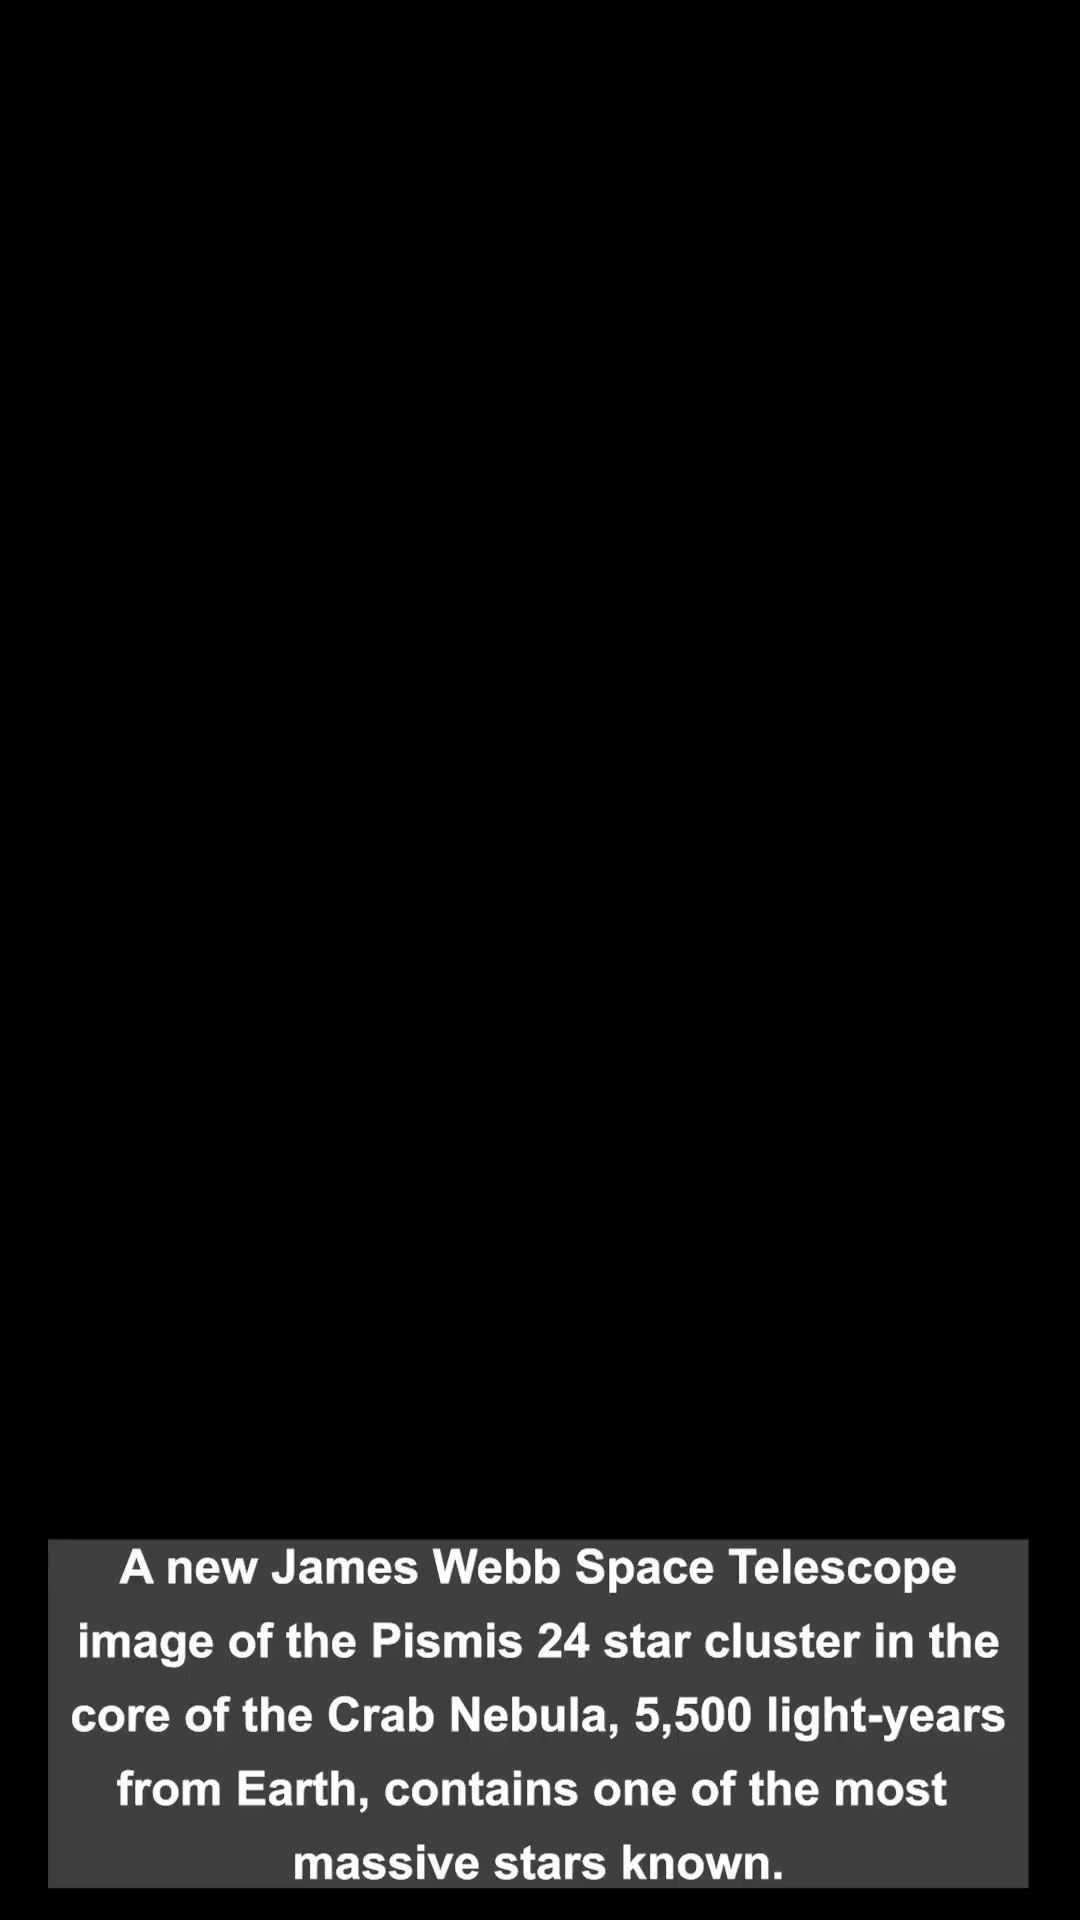 A new James Webb Space Telescope
image of the Pismis 24 star cluster in the
core of the Crab Nebula, 5,500 light-years
from Earth, contains one of the most
massive stars known.